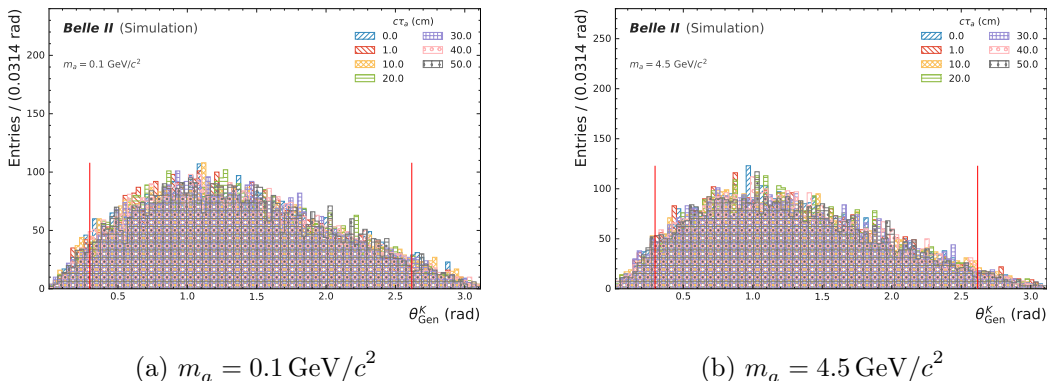 Belle II (Simulation)
m_a = 0.1 GeV/c²
cτ_a (cm)
0.0
1.0
10.0
20.0
30.0
40.0
50.0
Entries / (0.0314 rad)
200
150
100
50
0
0.5 1.0 1.5 2.0 2.5 3.0
θ^K_Gen (rad)
(a) m_a = 0.1 GeV/c²
Belle II (Simulation)
m_a = 4.5 GeV/c²
cτ_a (cm)
0.0
1.0
10.0
20.0
30.0
40.0
50.0
Entries / (0.0314 rad)
250
200
150
100
50
0
0.5 1.0 1.5 2.0 2.5 3.0
θ^K_Gen (rad)
(b) m_a = 4.5 GeV/c²